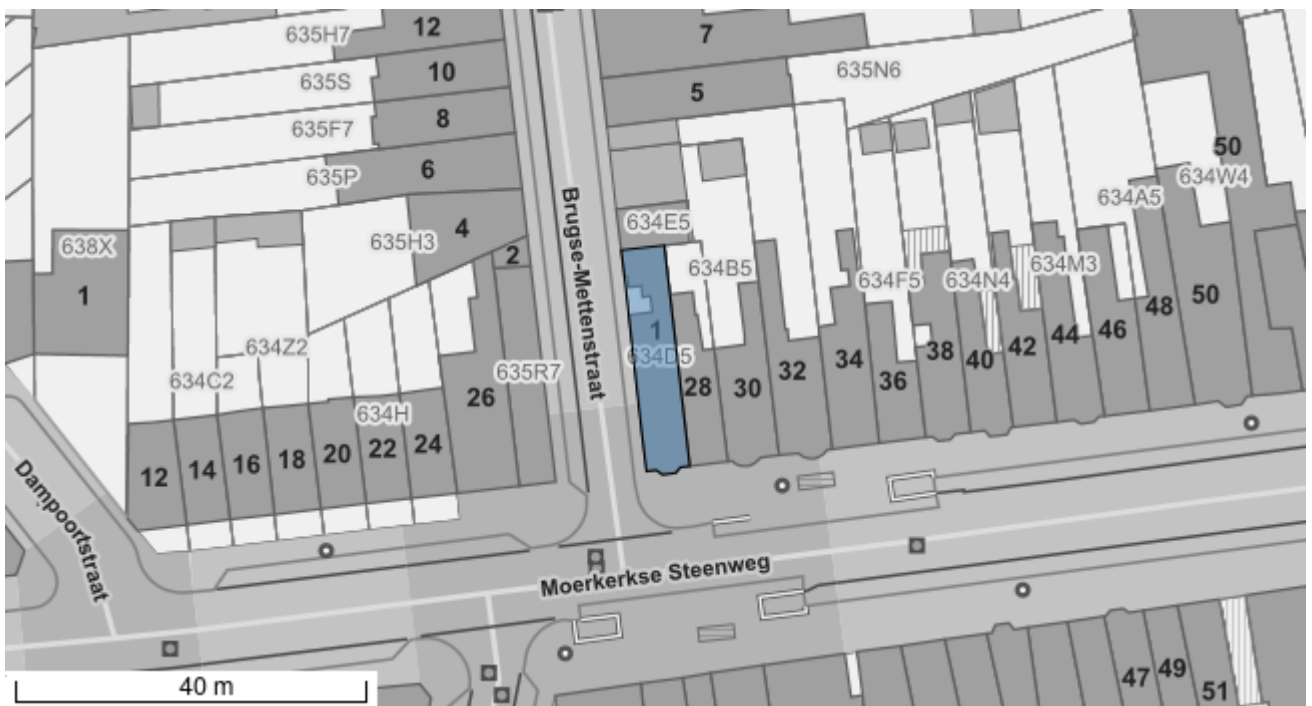 635H7
12
7
635S
10
635N6
5
635F7
8
635P
6
50
634A5
634W4
634E5
4
635H3
638X
2
634B5
634F5
634N4
634M3
1
Brugse-Mettenstraat
1
634D5
50
48
46
44
42
40
38
36
34
32
30
28
634Z2
635R7
634C2
634H
26
12
14
16
18
20
22
24
Dampoortstraat
Moerkerkse Steenweg
40 m
47
49
51